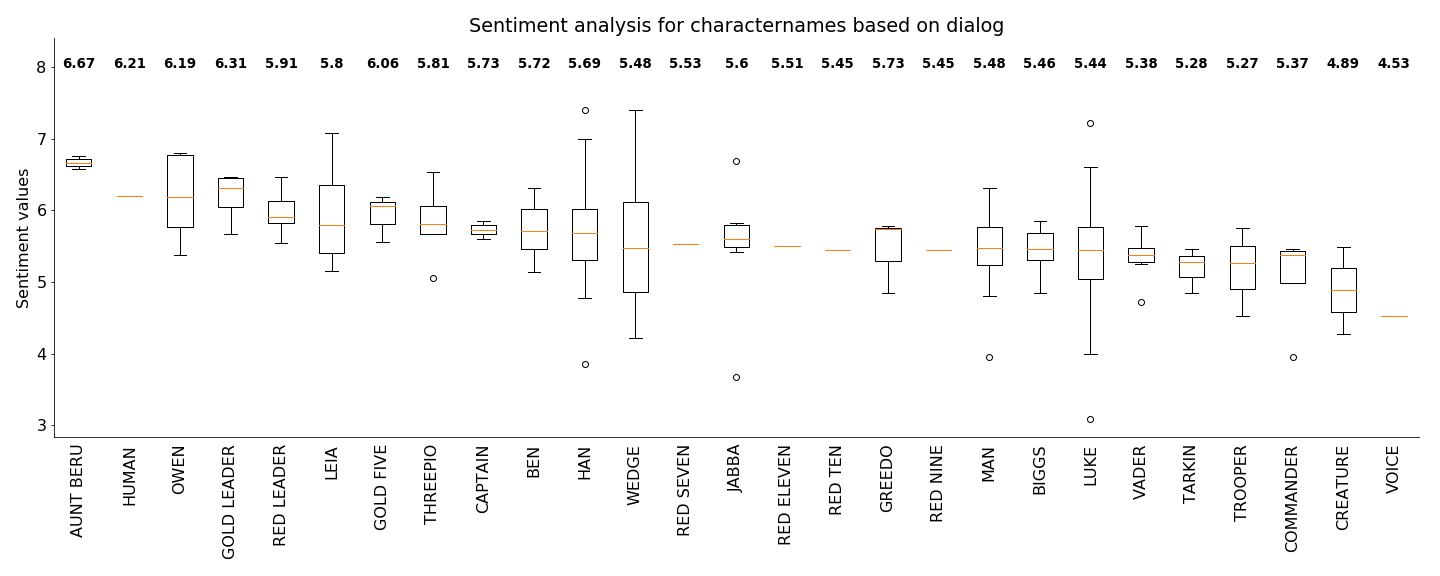 Sentiment analysis for characternames based on dialog
6.67 6.21 6.19 6.31 5.91 5.8 6.06 5.81 5.73 5.72 5.69 5.48 5.53 5.6 5.51 5.45 5.73 5.45 5.48 5.46 5.44 5.38 5.28 5.27 5.37 4.89 4.53
8
7
6
5
4
3
Sentiment values
AUNT BERU
HUMAN
OWEN
GOLD LEADER
RED LEADER
LEIA
GOLD FIVE
THREEPIO
CAPTAIN
BEN
HAN
WEDGE
RED SEVEN
JABBA
RED ELEVEN
RED TEN
GREEDO
RED NINE
MAN
BIGGS
LUKE
VADER
TARKIN
TROOPER
COMMANDER
CREATURE
VOICE